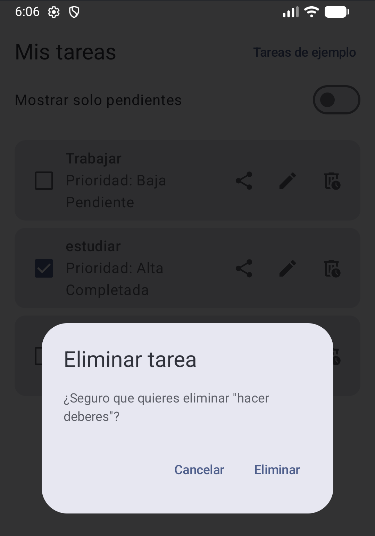 6:06
Mis tareas
Tareas de ejemplo
Mostrar solo pendientes
Trabajar
Prioridad: Baja
Pendiente
estudiar
Prioridad: Alta
Completada
Eliminar tarea
¿Seguro que quieres eliminar "hacer
deberes"?
Cancelar
Eliminar